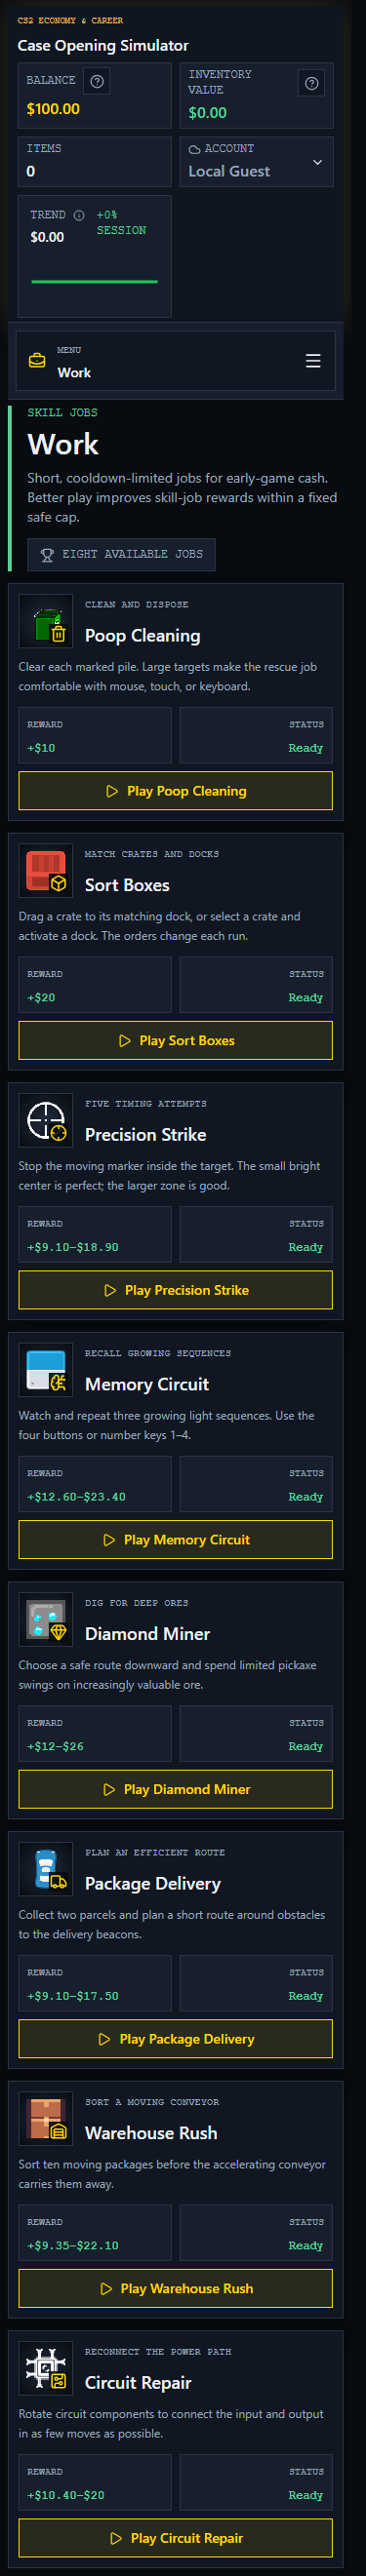 CS2 ECONOMY & CAREER
Case Opening Simulator
BALANCE
$100.00
INVENTORY
VALUE
$0.00
ITEMS
0
ACCOUNT
Local Guest
TREND
+0%
SESSION
$0.00
MENU
Work
SKILL JOBS
Work
Short, cooldown-limited jobs for early-game cash.
Better play improves skill-job rewards within a fixed
safe cap.
EIGHT AVAILABLE JOBS
CLEAN AND DISPOSE
Poop Cleaning
Clear each marked pile. Large targets make the rescue job
comfortable with mouse, touch, or keyboard.
REWARD
STATUS
+$10
Ready
Play Poop Cleaning
MATCH CRATES AND DOCKS
Sort Boxes
Drag a crate to its matching dock, or select a crate and
activate a dock. The orders change each run.
REWARD
STATUS
+$20
Ready
Play Sort Boxes
FIVE TIMING ATTEMPTS
Precision Strike
Stop the moving marker inside the target. The small bright
center is perfect; the larger zone is good.
REWARD
STATUS
+$9.10–$18.90
Ready
Play Precision Strike
RECALL GROWING SEQUENCES
Memory Circuit
Watch and repeat three growing light sequences. Use the
four buttons or number keys 1–4.
REWARD
STATUS
+$12.60–$23.40
Ready
Play Memory Circuit
DIG FOR DEEP ORES
Diamond Miner
Choose a safe route downward and spend limited pickaxe
swings on increasingly valuable ore.
REWARD
STATUS
+$12–$26
Ready
Play Diamond Miner
PLAN AN EFFICIENT ROUTE
Package Delivery
Collect two parcels and plan a short route around obstacles
to the delivery beacons.
REWARD
STATUS
+$9.10–$17.50
Ready
Play Package Delivery
SORT A MOVING CONVEYOR
Warehouse Rush
Sort ten moving packages before the accelerating conveyor
carries them away.
REWARD
STATUS
+$9.35–$22.10
Ready
Play Warehouse Rush
RECONNECT THE POWER PATH
Circuit Repair
Rotate circuit components to connect the input and output
in as few moves as possible.
REWARD
STATUS
+$10.40–$20
Ready
Play Circuit Repair